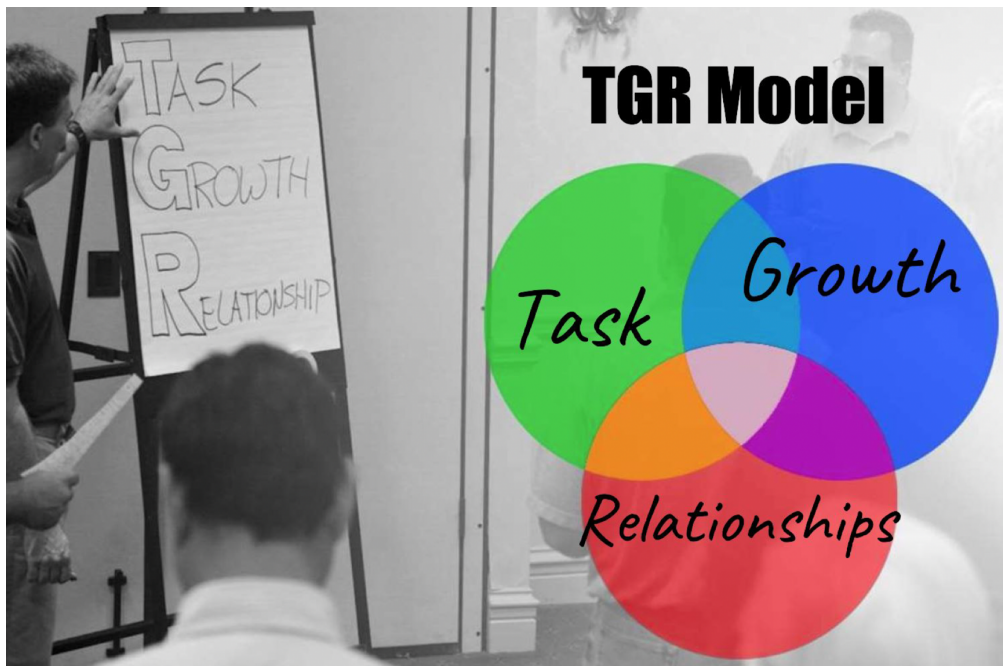 TASK
GROWTH
RELATIONSHIP
TGR Model
Task
Growth
Relationships